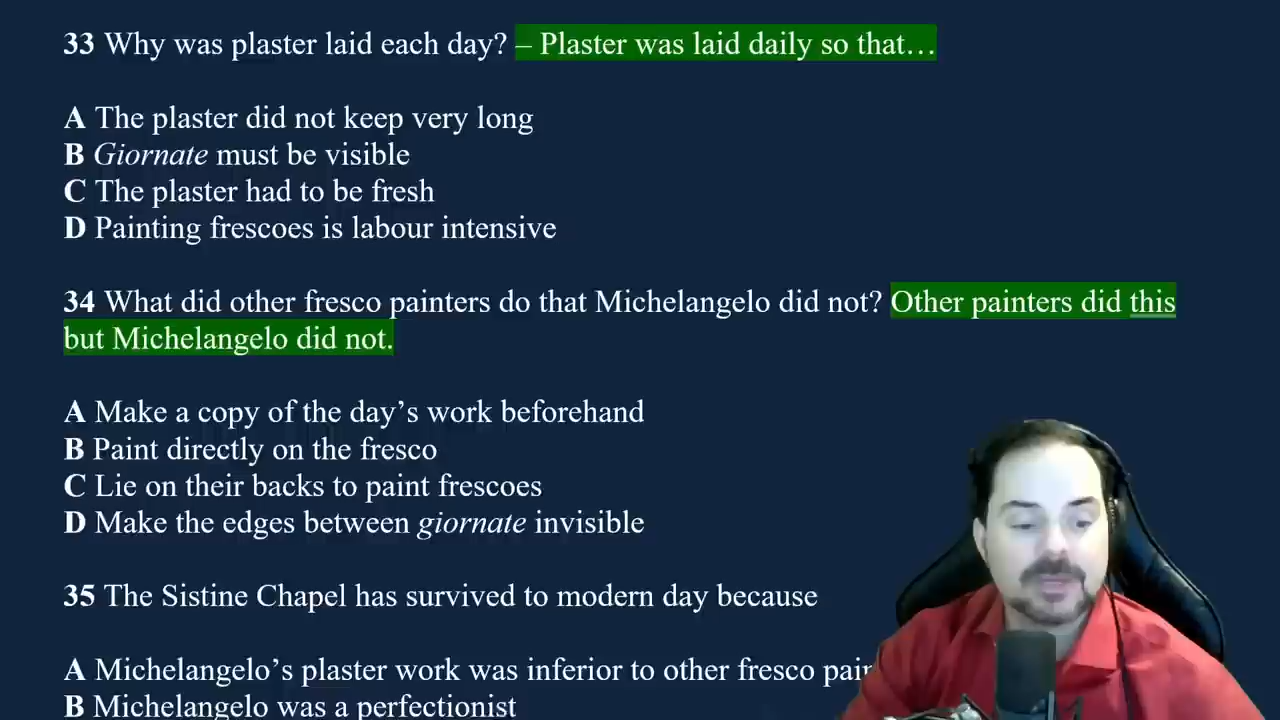 33 Why was plaster laid each day? – Plaster was laid daily so that…
A The plaster did not keep very long
B Giornate must be visible
C The plaster had to be fresh
D Painting frescoes is labour intensive
34 What did other fresco painters do that Michelangelo did not? Other painters did this
but Michelangelo did not.
A Make a copy of the day’s work beforehand
B Paint directly on the fresco
C Lie on their backs to paint frescoes
D Make the edges between giornate invisible
35 The Sistine Chapel has survived to modern day because
A Michelangelo’s plaster work was inferior to other fresco
B Michelangelo was a perfectionist